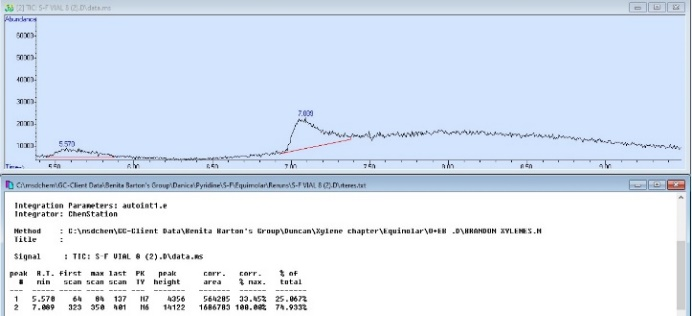 [2] TIC: S-F VIAL 8 (2).D\data.ms
Abundance
60000
50000
40000
30000
20000
10000
5.570
7.089
Time-->
5.50
6.00
6.50
7.00
7.50
8.00
8.50
9.00
C:\msdchem\GC-Client Data\Benita Barton's Group\Danica\Pyridine\S-F\Equimolar\Reruns\S-F VIAL 8 (2).D\rteres.txt
Integration Parameters: autoint1.e
Integrator: ChemStation
Method : C:\msdchem\GC-Client Data\Benita Barton's Group\Duncan\Xylene chapter\Equimolar\O+EB .D\BRANDON XYLENES.M
Title :
Signal : TIC: S-F VIAL 8 (2).D\data.ms
peak R.T. first max last PK peak corr. corr. % of
# min scan scan scan TY height area % max. total
1 5.570 64 84 137 M7 4356 564285 33.45% 25.067%
2 7.089 323 350 401 M6 14122 1686783 100.00% 74.933%